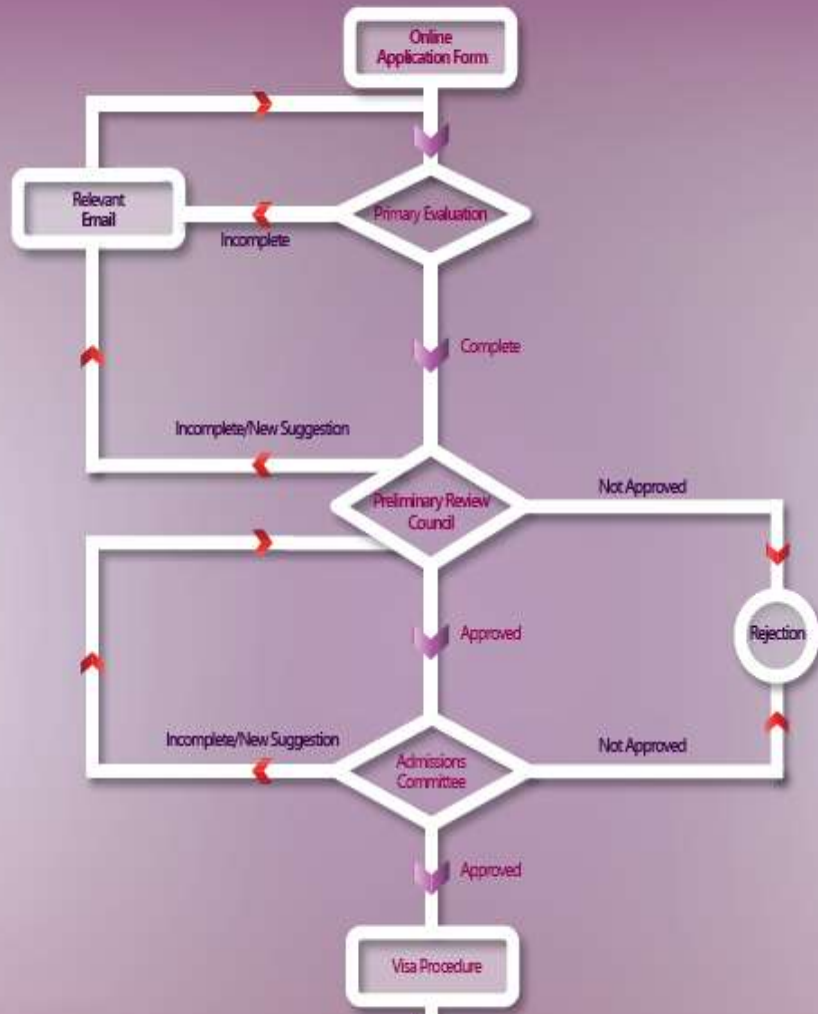 Online
Application Form
Relevant
Email
Primary Evaluation
Incomplete
Complete
Incomplete/New Suggestion
Preliminary Review
Council
Not Approved
Approved
Rejection
Incomplete/New Suggestion
Admissions
Committee
Not Approved
Approved
Visa Procedure